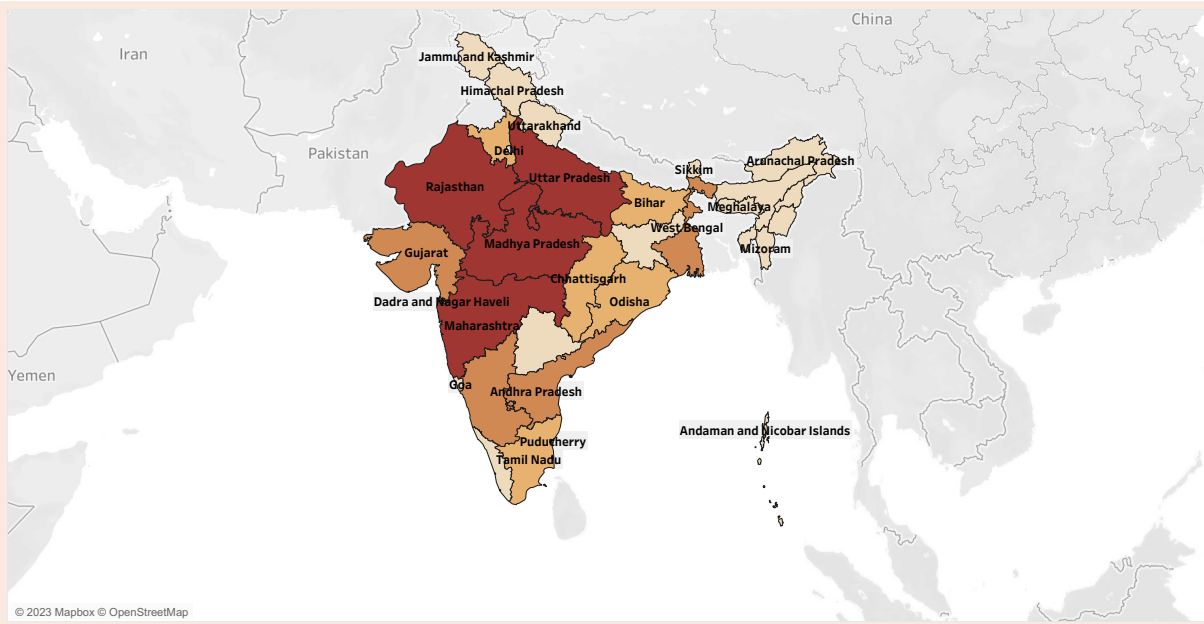 China
Iran
Jammu and Kashmir
Himachal Pradesh
Uttarakhand
Pakistan
Delhi
Arunachal Pradesh
Sikkim
Uttar Pradesh
Rajasthan
Bihar
Meghalaya
West Bengal
Madhya Pradesh
Mizoram
Gujarat
Chhattisgarh
Dadra and Nagar Haveli
Odisha
Maharashtra
Yemen
Goa
Andhra Pradesh
Andaman and Nicobar Islands
Puducherry
Tamil Nadu
© 2023 Mapbox © OpenStreetMap